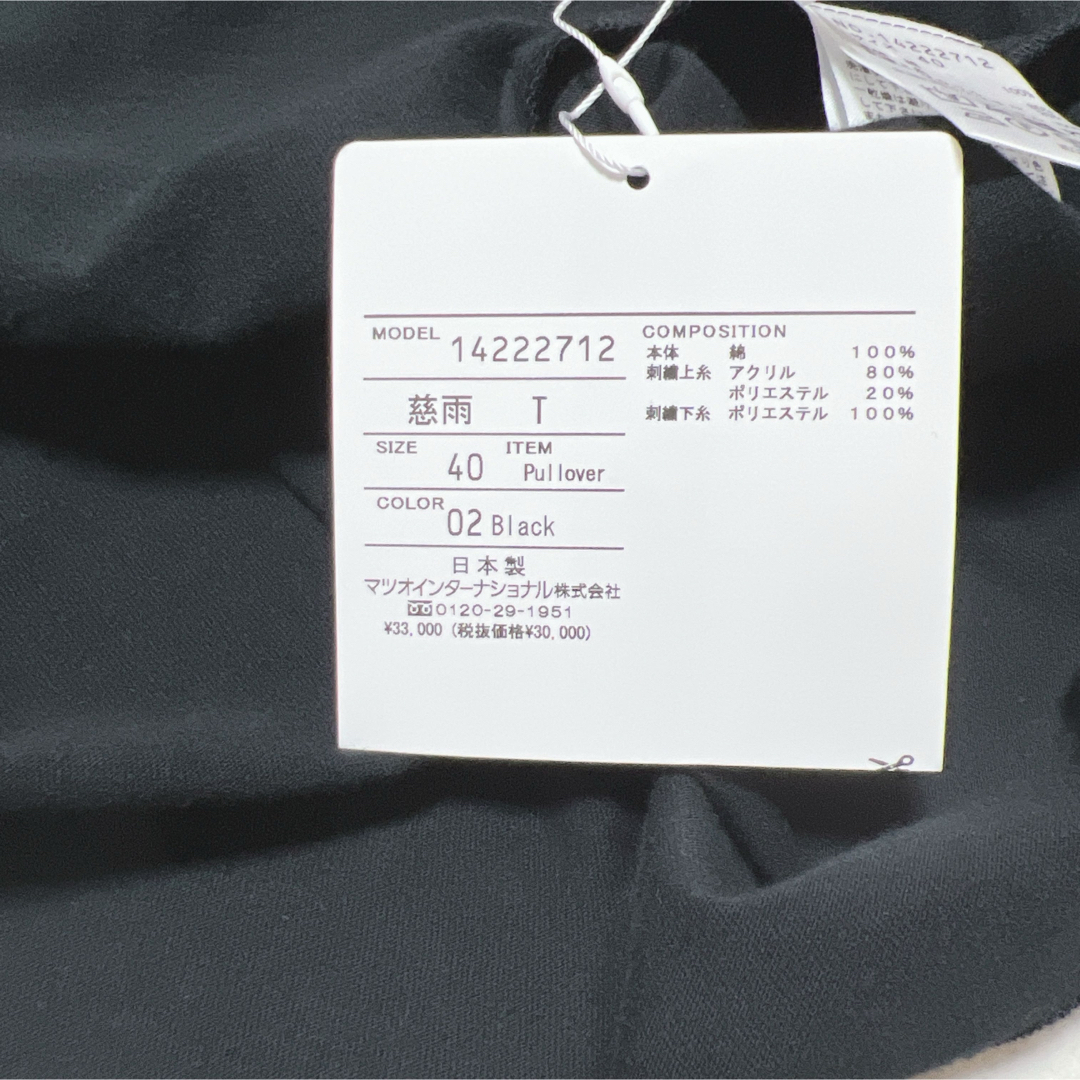 NO.:14222712
40
MODEL 14222712
慈雨 T
SIZE 40 ITEM Pullover
COLOR 02 Black
日本製
マツオインターナショナル株式会社
0120-29-1951
¥33,000 (税抜価格¥30,000)
COMPOSITION
本体 綿 100%
刺繍上糸 アクリル 80%
ポリエステル 20%
刺繍下糸 ポリエステル 100%